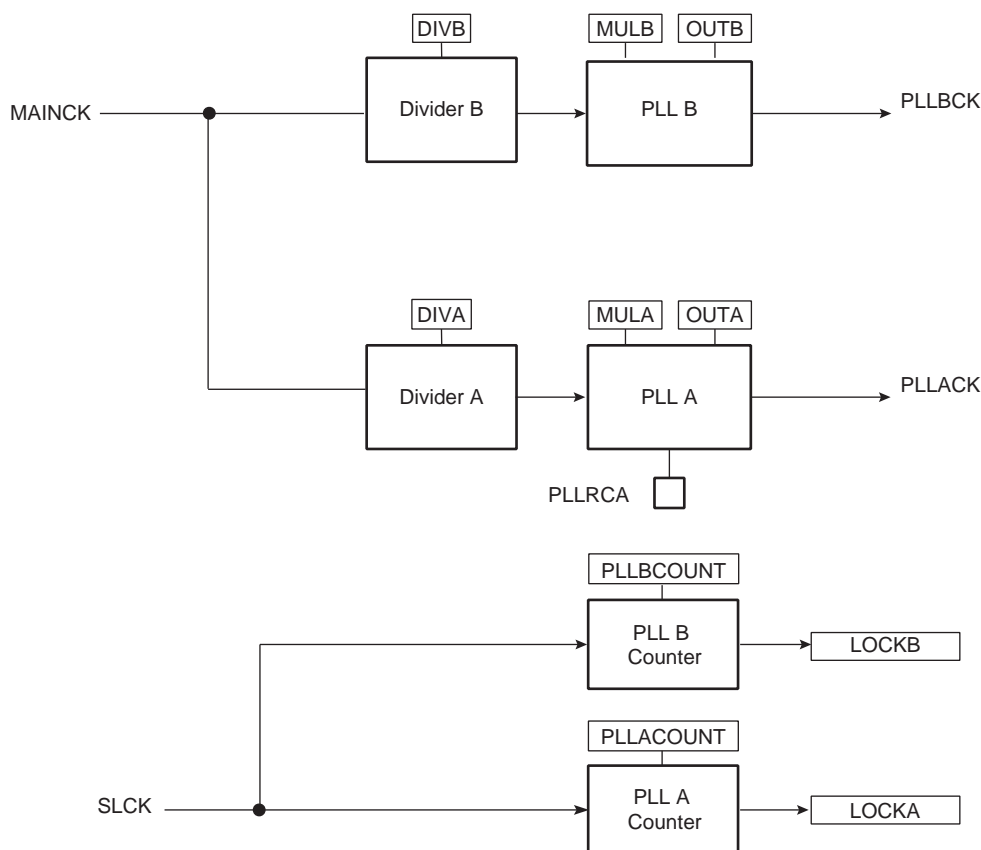 DIVB
MULB
OUTB
MAINCK
Divider B
PLL B
PLLBCK
DIVA
MULA
OUTA
Divider A
PLL A
PLLACK
PLLRCA
PLLBCOUNT
PLL B
Counter
LOCKB
PLLACOUNT
SLCK
PLL A
Counter
LOCKA